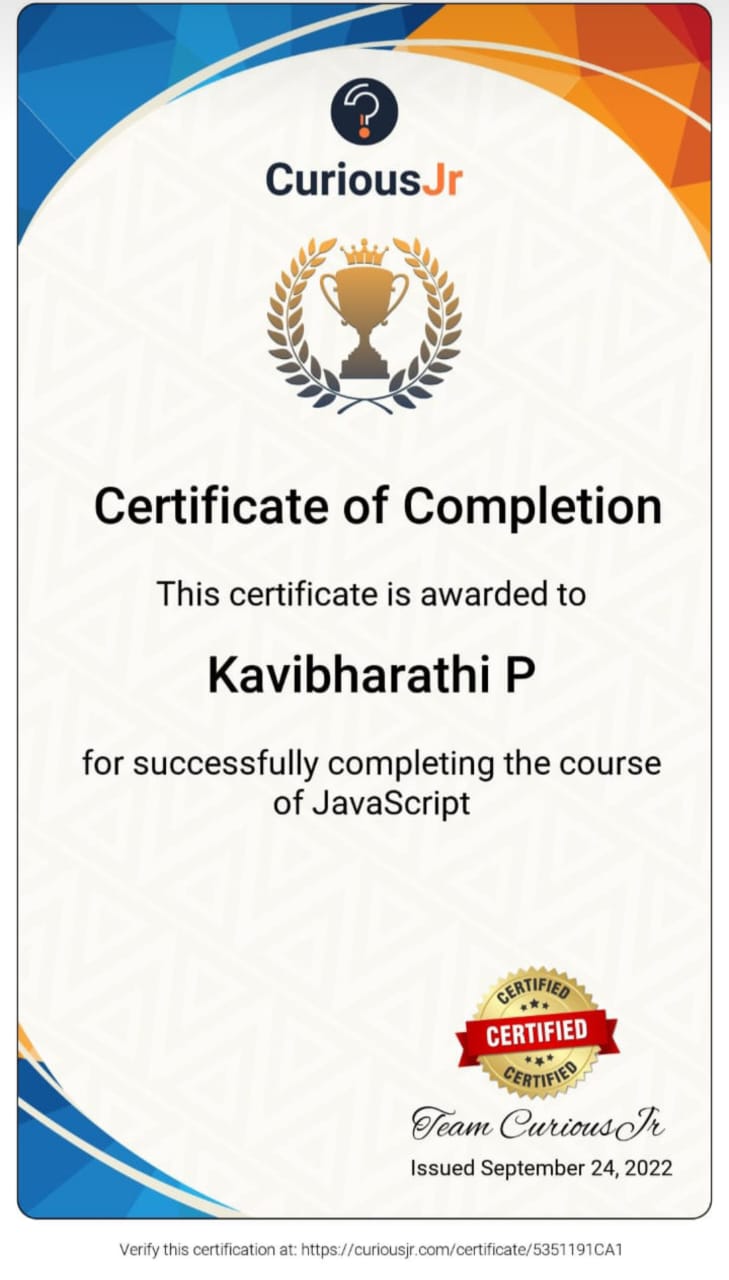 CuriousJr
Certificate of Completion
This certificate is awarded to
Kavibharathi P
for successfully completing the course
of JavaScript
CERTIFIED
CERTIFIED
CERTIFIED
Team CuriousJr
Issued September 24, 2022
Verify this certification at: https://curiousjr.com/certificate/5351191CA1